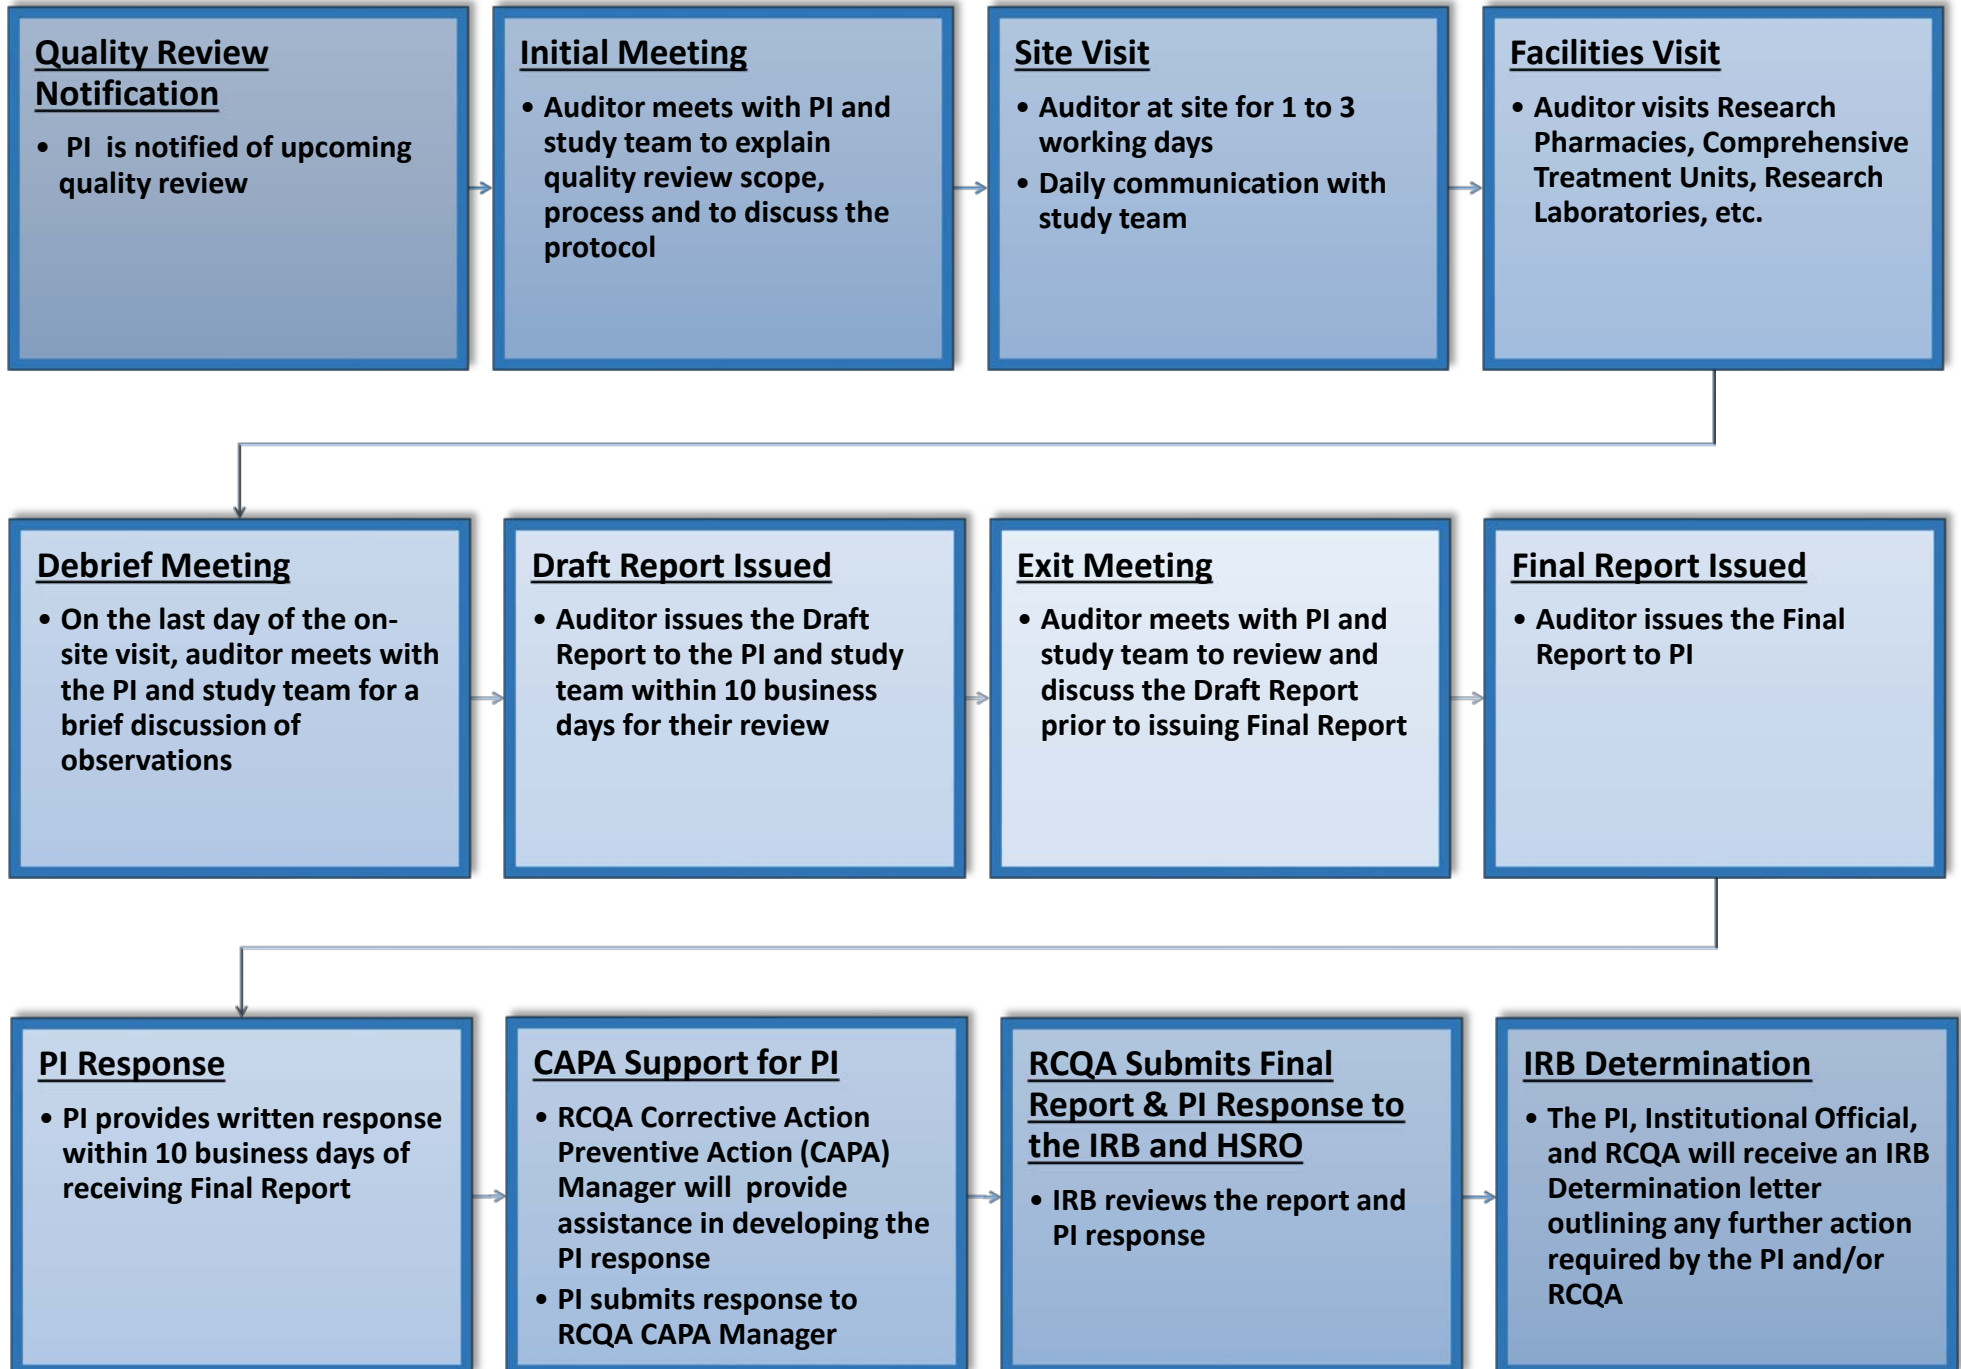 Quality Review
Notification
• PI is notified of upcoming
quality review
Initial Meeting
• Auditor meets with PI and
study team to explain
quality review scope,
process and to discuss the
protocol
Site Visit
• Auditor at site for 1 to 3
working days
• Daily communication with
study team
Facilities Visit
• Auditor visits Research
Pharmacies, Comprehensive
Treatment Units, Research
Laboratories, etc.
Debrief Meeting
• On the last day of the on-
site visit, auditor meets with
the PI and study team for a
brief discussion of
observations
Draft Report Issued
• Auditor issues the Draft
Report to the PI and study
team within 10 business
days for their review
Exit Meeting
• Auditor meets with PI and
study team to review and
discuss the Draft Report
prior to issuing Final Report
Final Report Issued
• Auditor issues the Final
Report to PI
PI Response
• PI provides written response
within 10 business days of
receiving Final Report
CAPA Support for PI
• RCQA Corrective Action
Preventive Action (CAPA)
Manager will provide
assistance in developing the
PI response
• PI submits response to
RCQA CAPA Manager
RCQA Submits Final
Report & PI Response to
the IRB and HSRO
• IRB reviews the report and
PI response
IRB Determination
• The PI, Institutional Official,
and RCQA will receive an IRB
Determination letter
outlining any further action
required by the PI and/or
RCQA